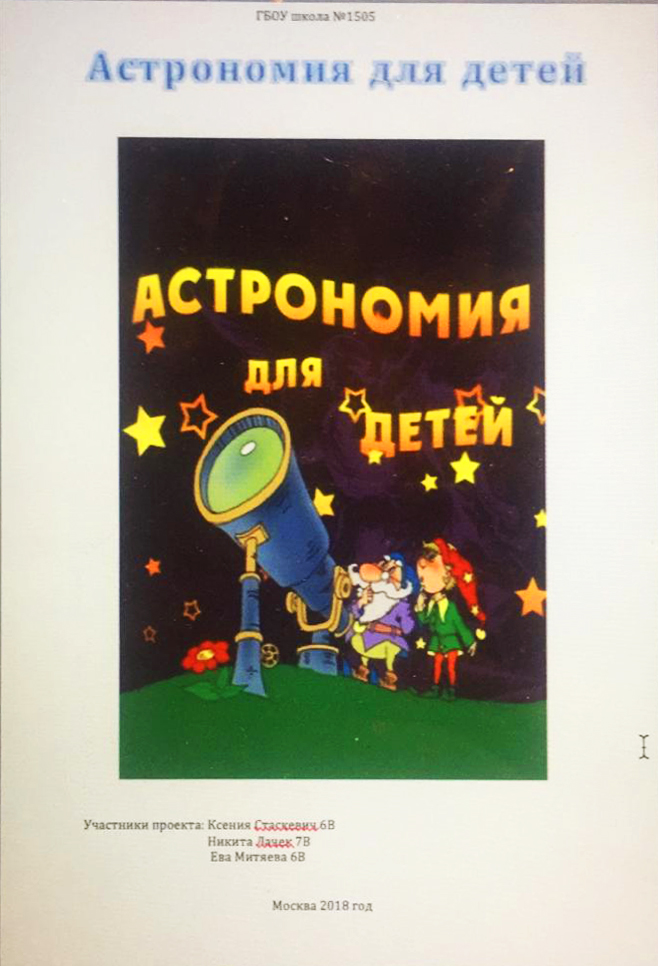 ГБОУ школа №1505
Астрономия для детей
АСТРОНОМИЯ
ДЛЯ
ДЕТЕЙ
Участники проекта: Ксения Стаскевич 6В
Никита Лачек 7В
Ева Митяева 6В
Москва 2018 год